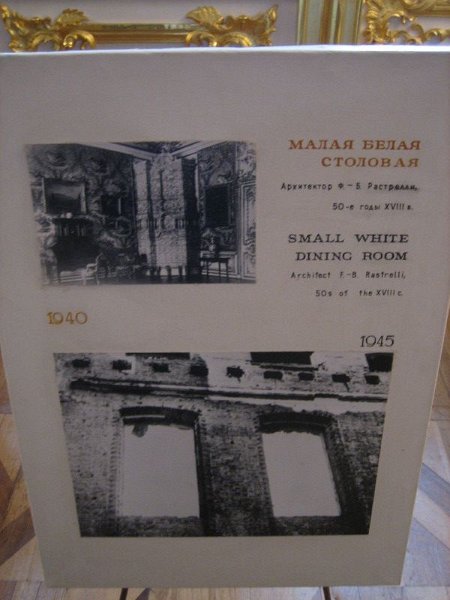 МАЛАЯ БЕЛАЯ
СТОЛОВАЯ
Архитектор Ф.-Б. Растрелли,
50-е годы XVIII в.
SMALL WHITE
DINING ROOM
Architect F.-B. Rastrelli,
50s of the XVIII c.
1940
1945